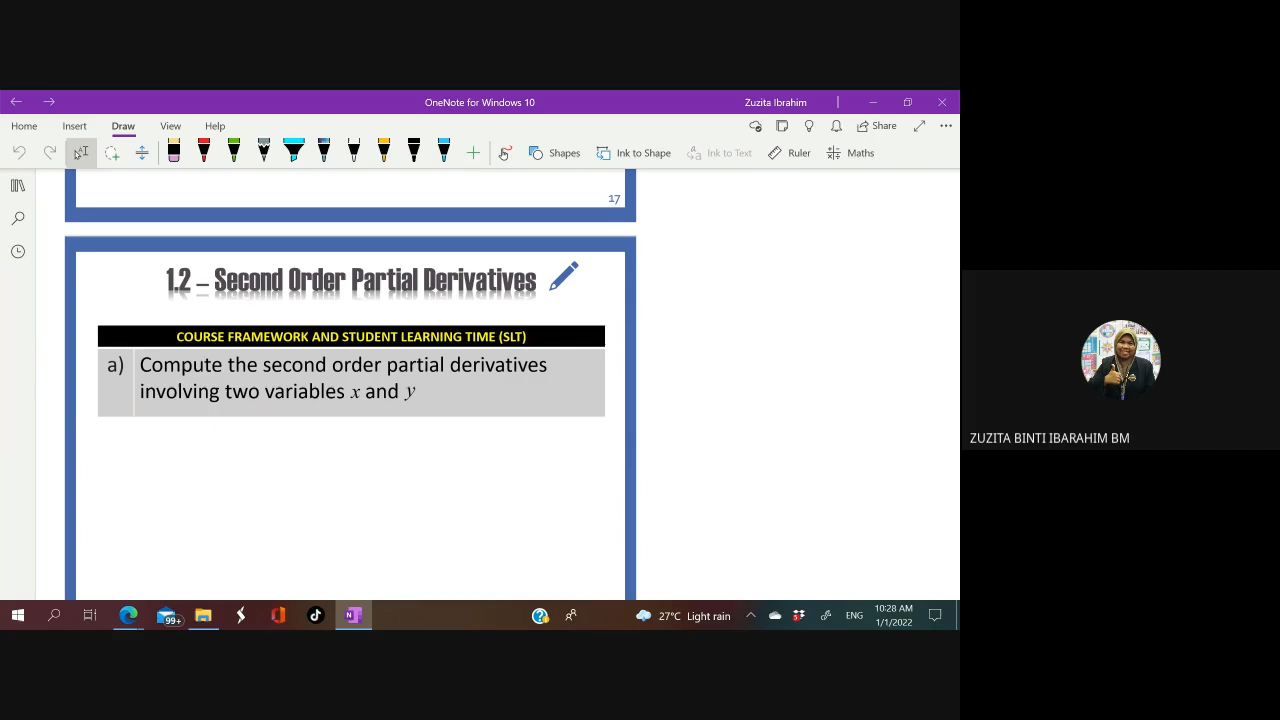 OneNote for Windows 10
Zuzita Ibrahim
Home Insert Draw View Help
Share
Shapes Ink to Shape Ink to Text Ruler Maths
17
1.2 – Second Order Partial Derivatives
COURSE FRAMEWORK AND STUDENT LEARNING TIME (SLT)
a) Compute the second order partial derivatives
involving two variables x and y
ZUZITA BINTI IBARAHIM BM
99+
27°C Light rain
5
ENG
10:28 AM
1/1/2022